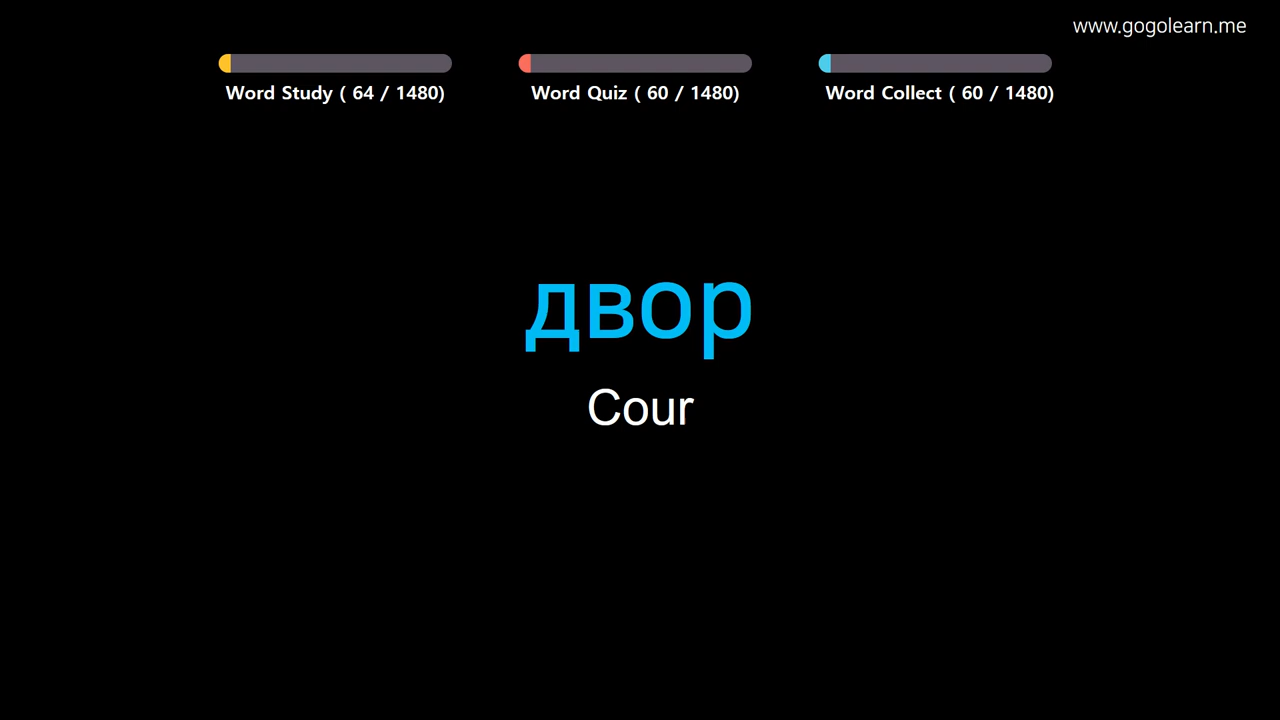 www.gogolearn.me
Word Study ( 64 / 1480)
Word Quiz ( 60 / 1480)
Word Collect ( 60 / 1480)
двор
Cour